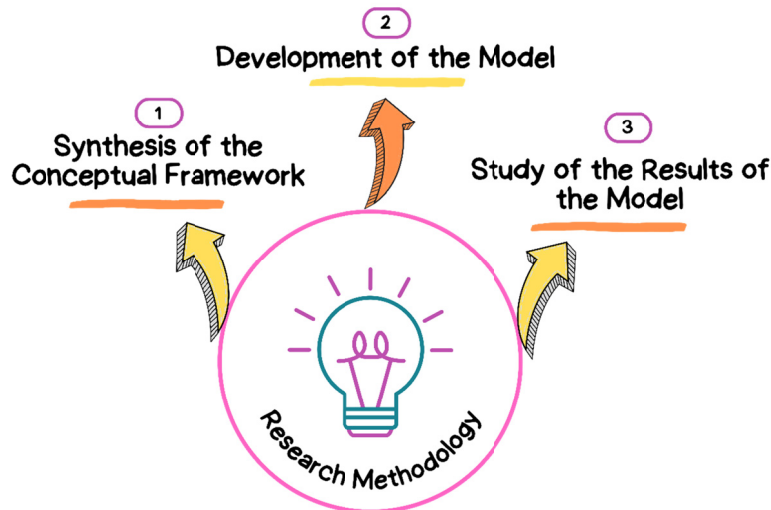 1
Synthesis of the
Conceptual Framework
2
Development of the Model
3
Study of the Results of
the Model
Research Methodology